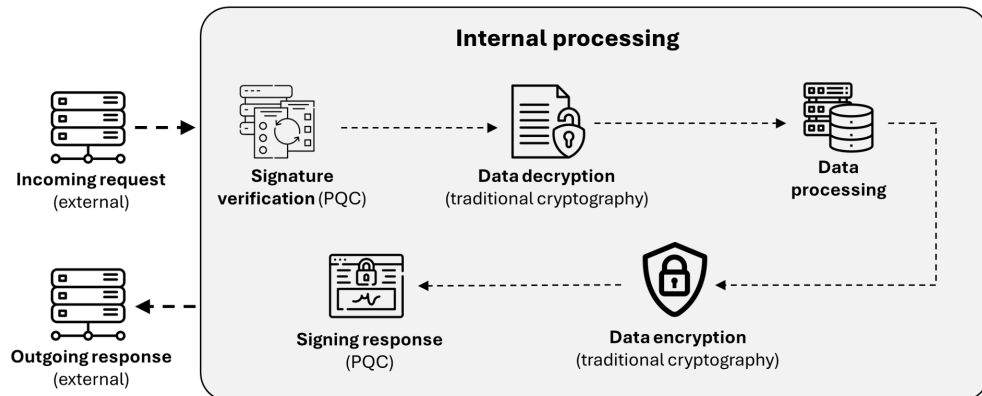 Internal processing
Incoming request
(external)
Signature
verification (PQC)
Data decryption
(traditional cryptography)
Data
processing
Outgoing response
(external)
Signing response
(PQC)
Data encryption
(traditional cryptography)